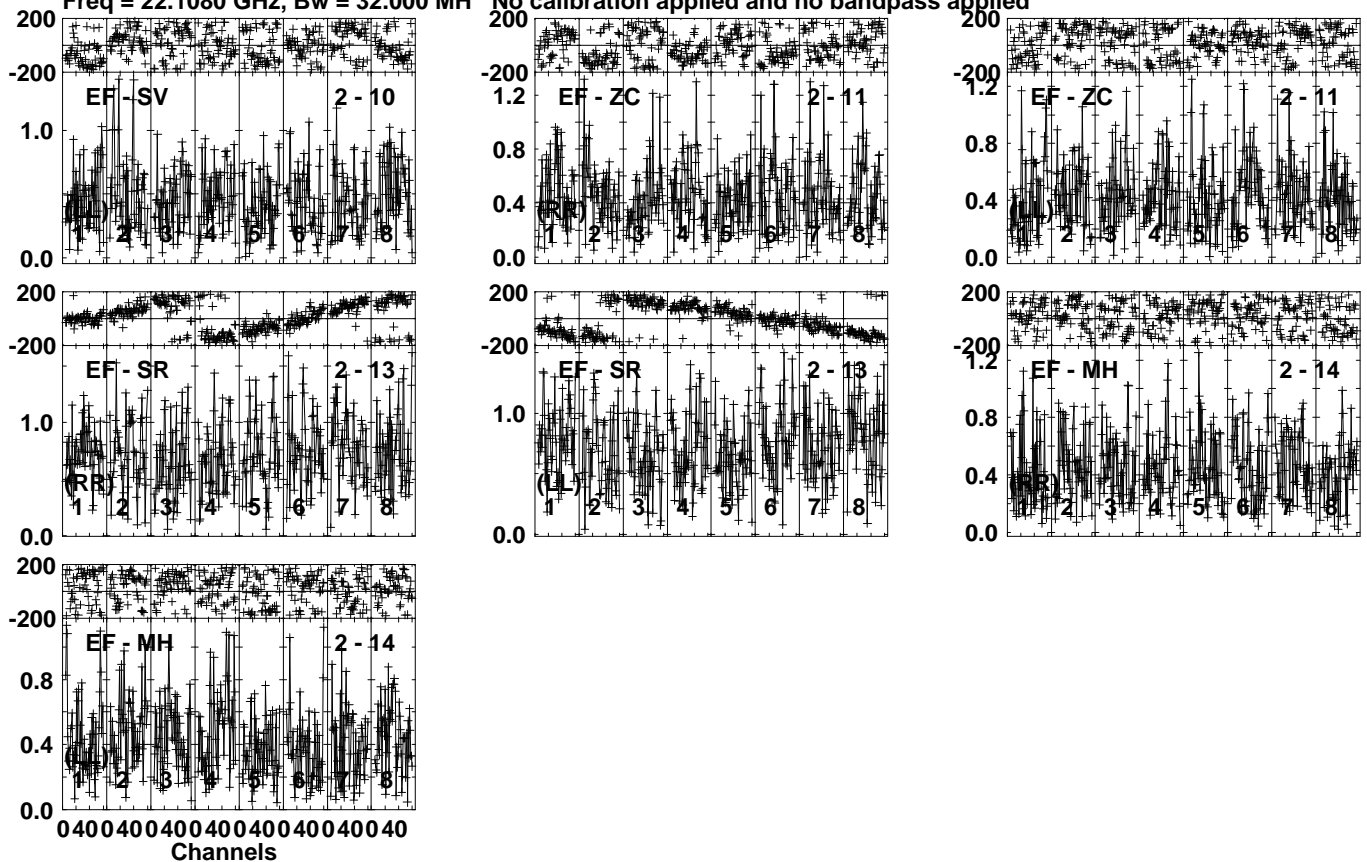 Freq = 22.1080 GHz, Bw = 32.000 MH No calibration applied and no bandpass applied
200
-200
EF - SV 2 - 10
1.0
(LL)
1 2 3 4 5 6 7 8
0.0
200
-200
1.2
EF - ZC 2 - 11
0.8
0.4
(RR)
1 2 3 4 5 6 7 8
0.0
200
-200
1.2
EF - ZC 2 - 11
0.8
0.4
(LL)
1 2 3 4 5 6 7 8
0.0
200
-200
EF - SR 2 - 13
1.0
(RR)
1 2 3 4 5 6 7 8
0.0
200
-200
EF - SR 2 - 13
1.0
(LL)
1 2 3 4 5 6 7 8
0.0
200
-200
1.2
EF - MH 2 - 14
0.8
0.4
(RR)
1 2 3 4 5 6 7 8
0.0
200
-200
EF - MH 2 - 14
0.8
0.4
(LL)
1 2 3 4 5 6 7 8
0.0
0 40 0 40 0 40 0 40 0 40 0 40 0 40 0 40
Channels